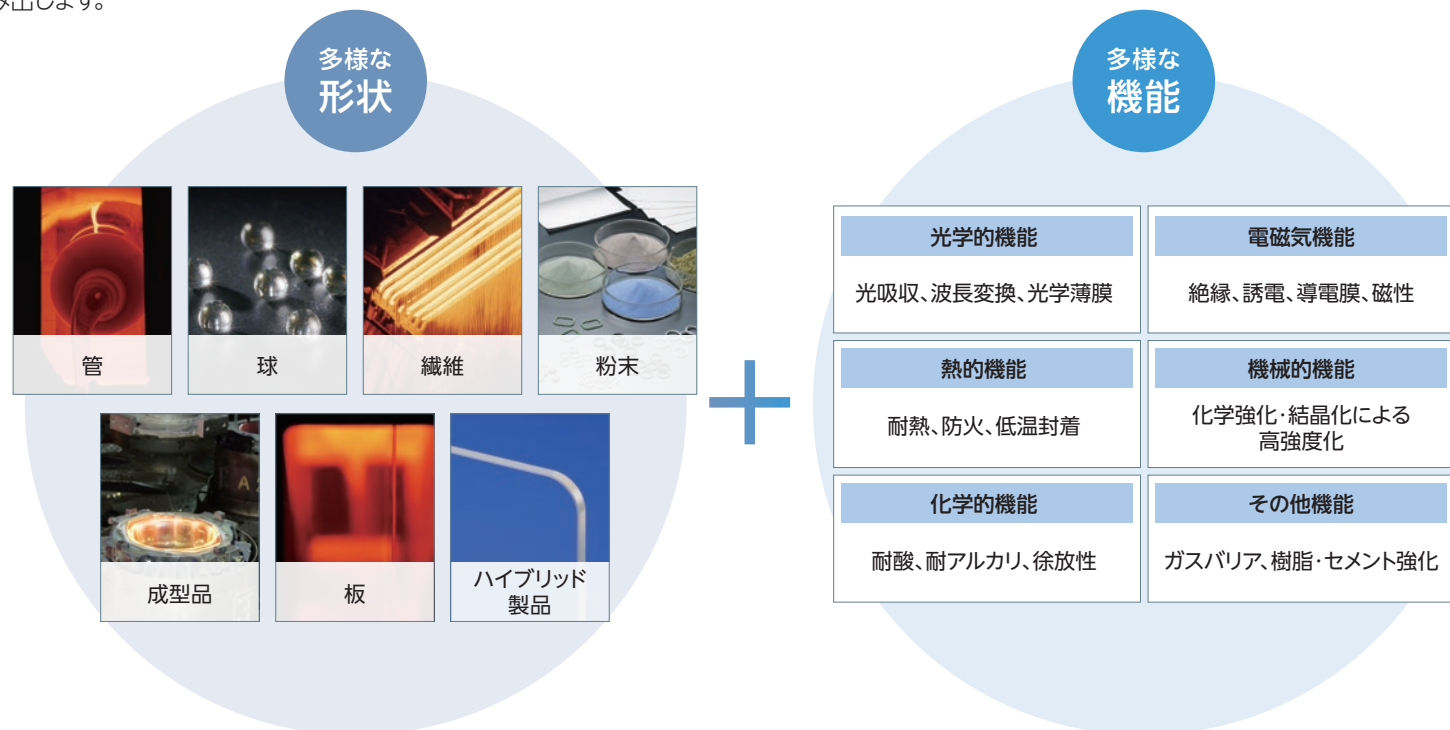 み出します。
多様な
形状
管
球
繊維
粉末
成型品
板
ハイブリッド
製品
多様な
機能
光学的機能
光吸収、波長変換、光学薄膜
電磁気機能
絶縁、誘電、導電膜、磁性
熱的機能
耐熱、防火、低温封着
機械的機能
化学強化・結晶化による
高強度化
化学的機能
耐酸、耐アルカリ、徐放性
その他機能
ガスバリア、樹脂・セメント強化